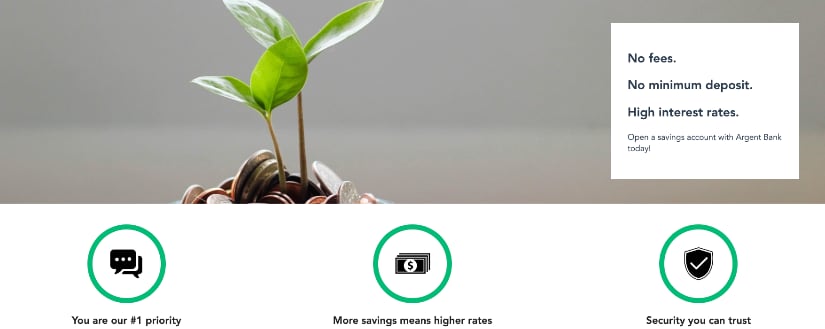 No fees.
No minimum deposit.
High interest rates.
Open a savings account with Argent Bank
today!
You are our #1 priority
More savings means higher rates
Security you can trust